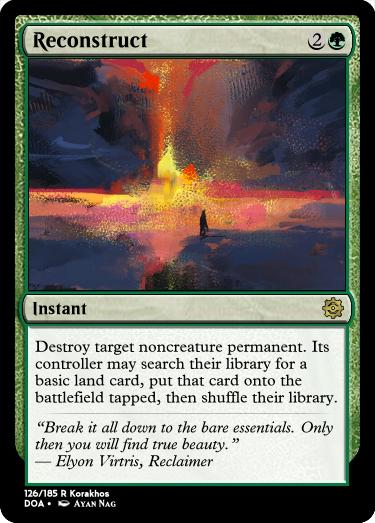 Reconstruct 2
Instant
Destroy target noncreature permanent. Its
controller may search their library for a
basic land card, put that card onto the
battlefield tapped, then shuffle their library.
“Break it all down to the bare essentials. Only
then you will find true beauty.”
— Elyon Virtris, Reclaimer
126/185 R Korakhos
DOA • Ayan Nag